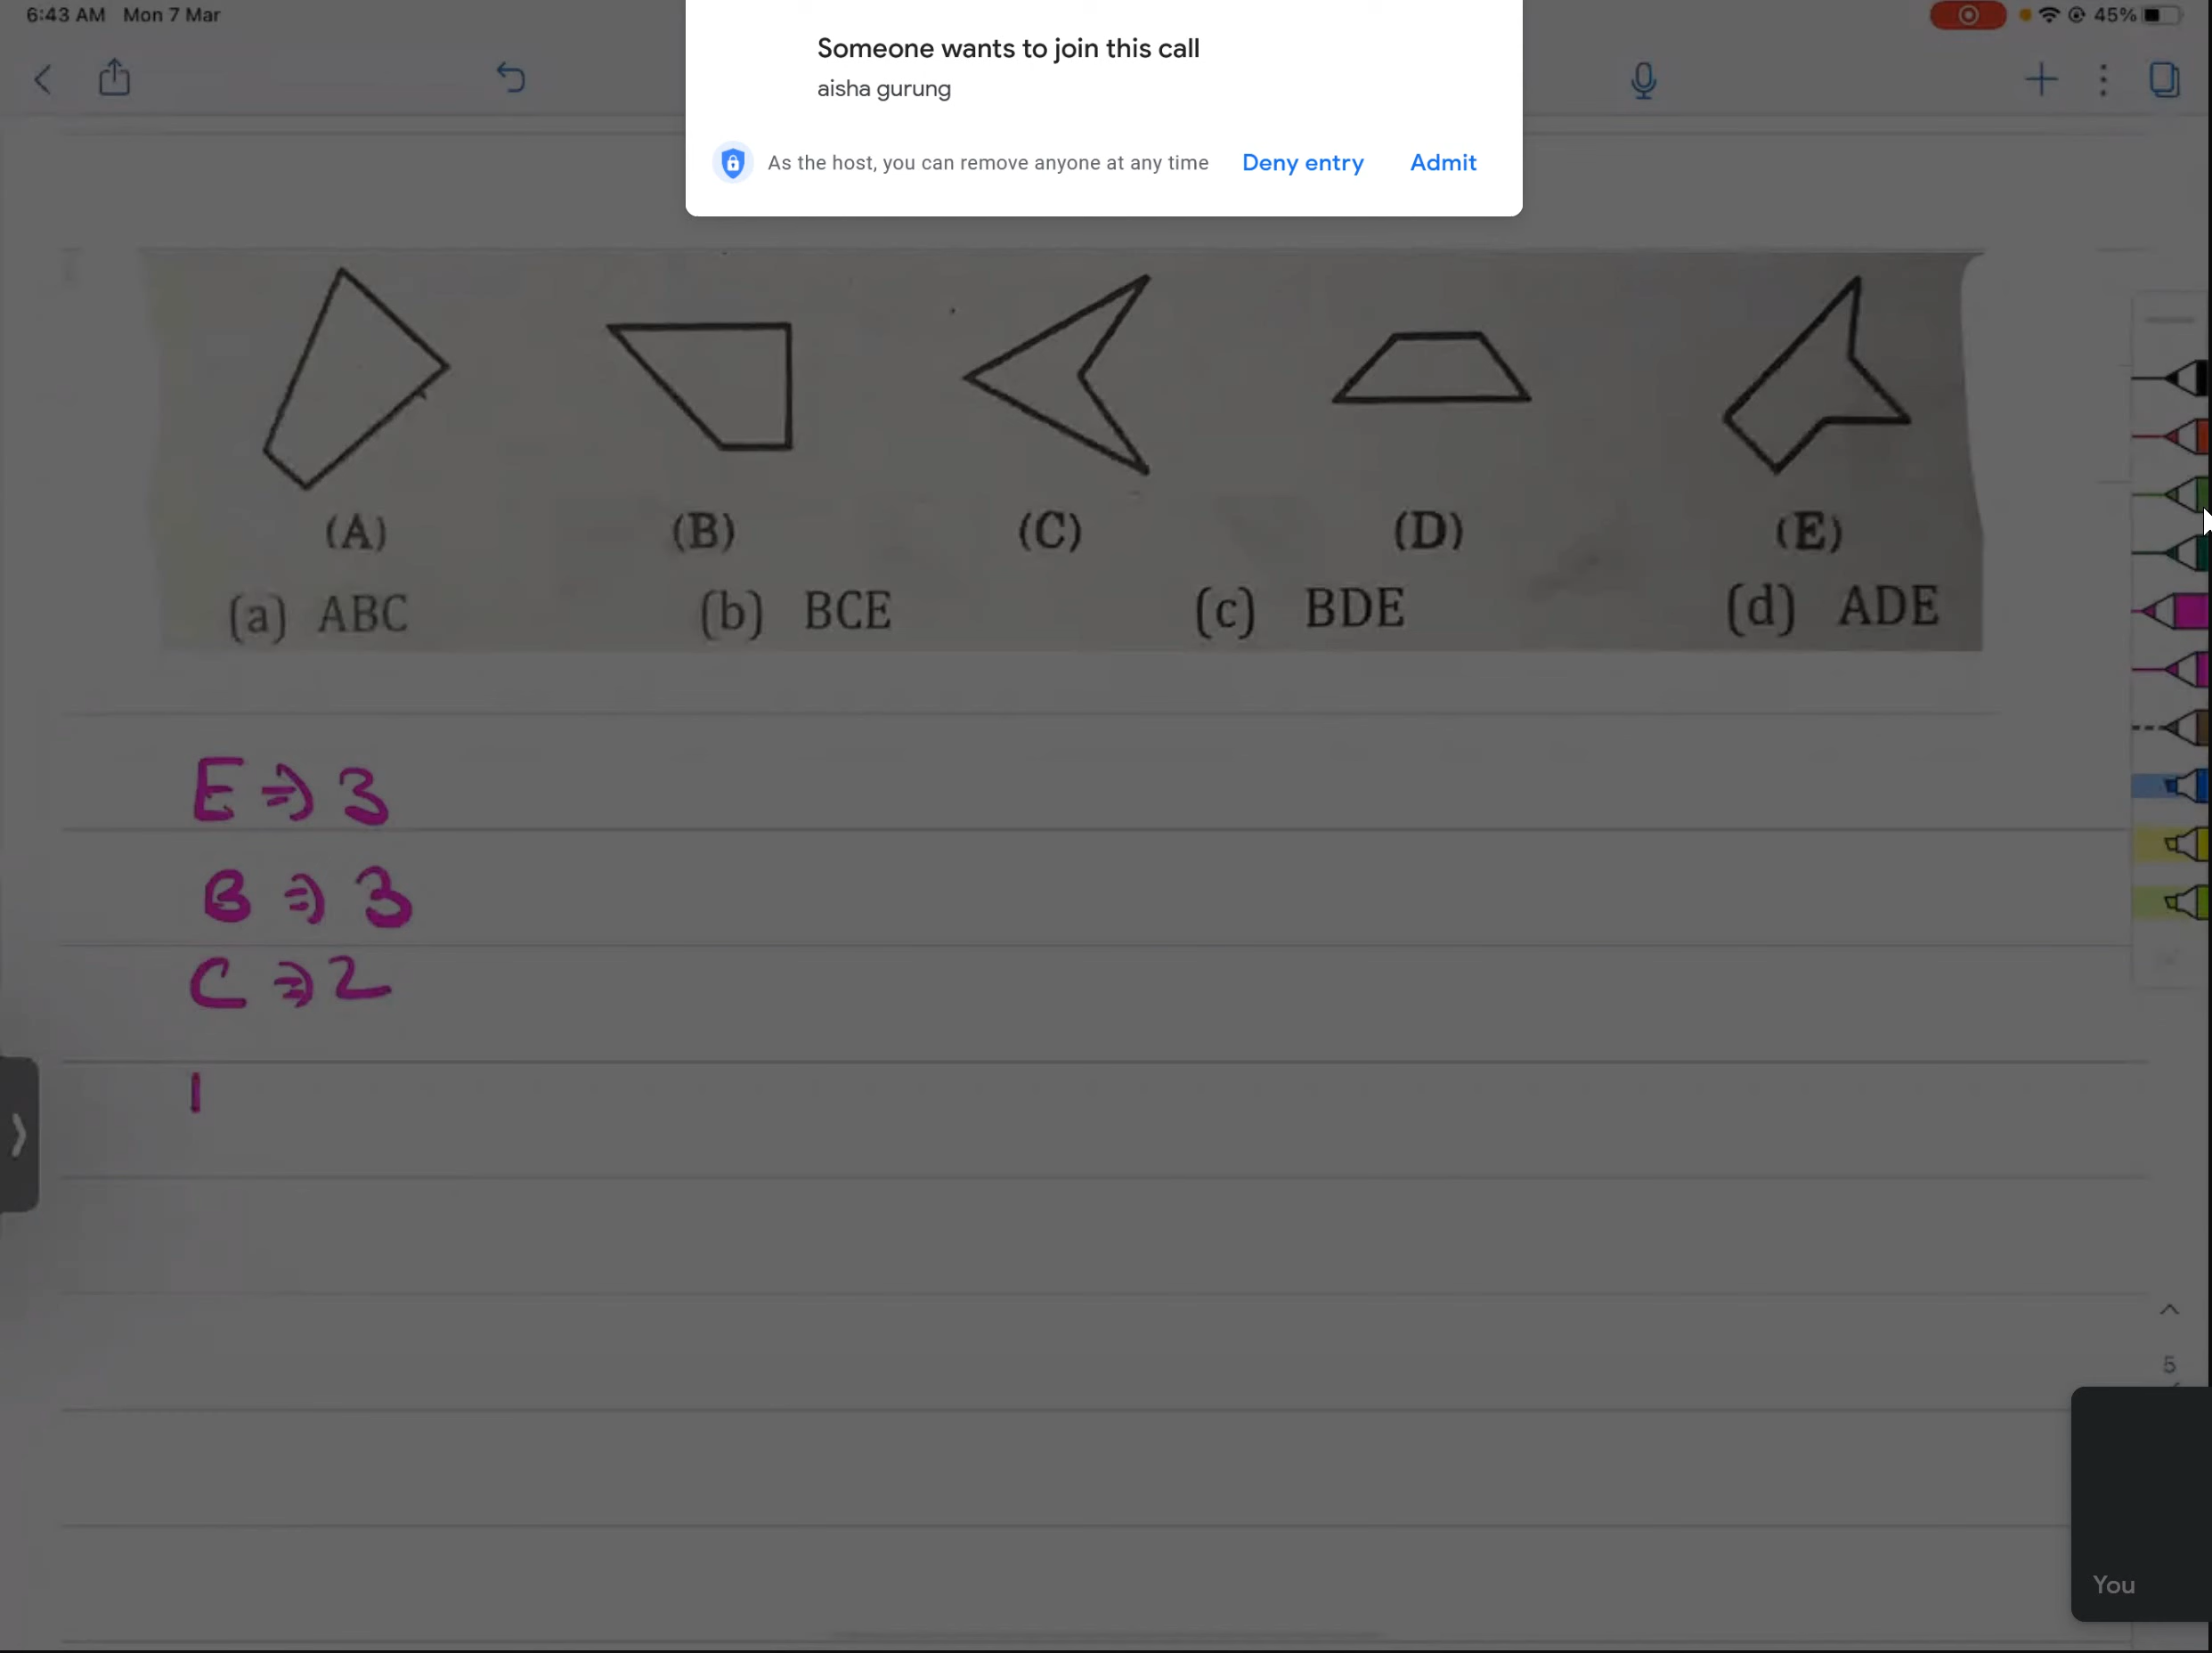 6:43 AM Mon 7 Mar
45%
Someone wants to join this call
aisha gurung
As the host, you can remove anyone at any time Deny entry Admit
(A) (B) (C) (D) (E)
(a) ABC (b) BCE (c) BDE (d) ADE
E ⇒ 3
B ⇒ 3
C ⇒ 2
5
You